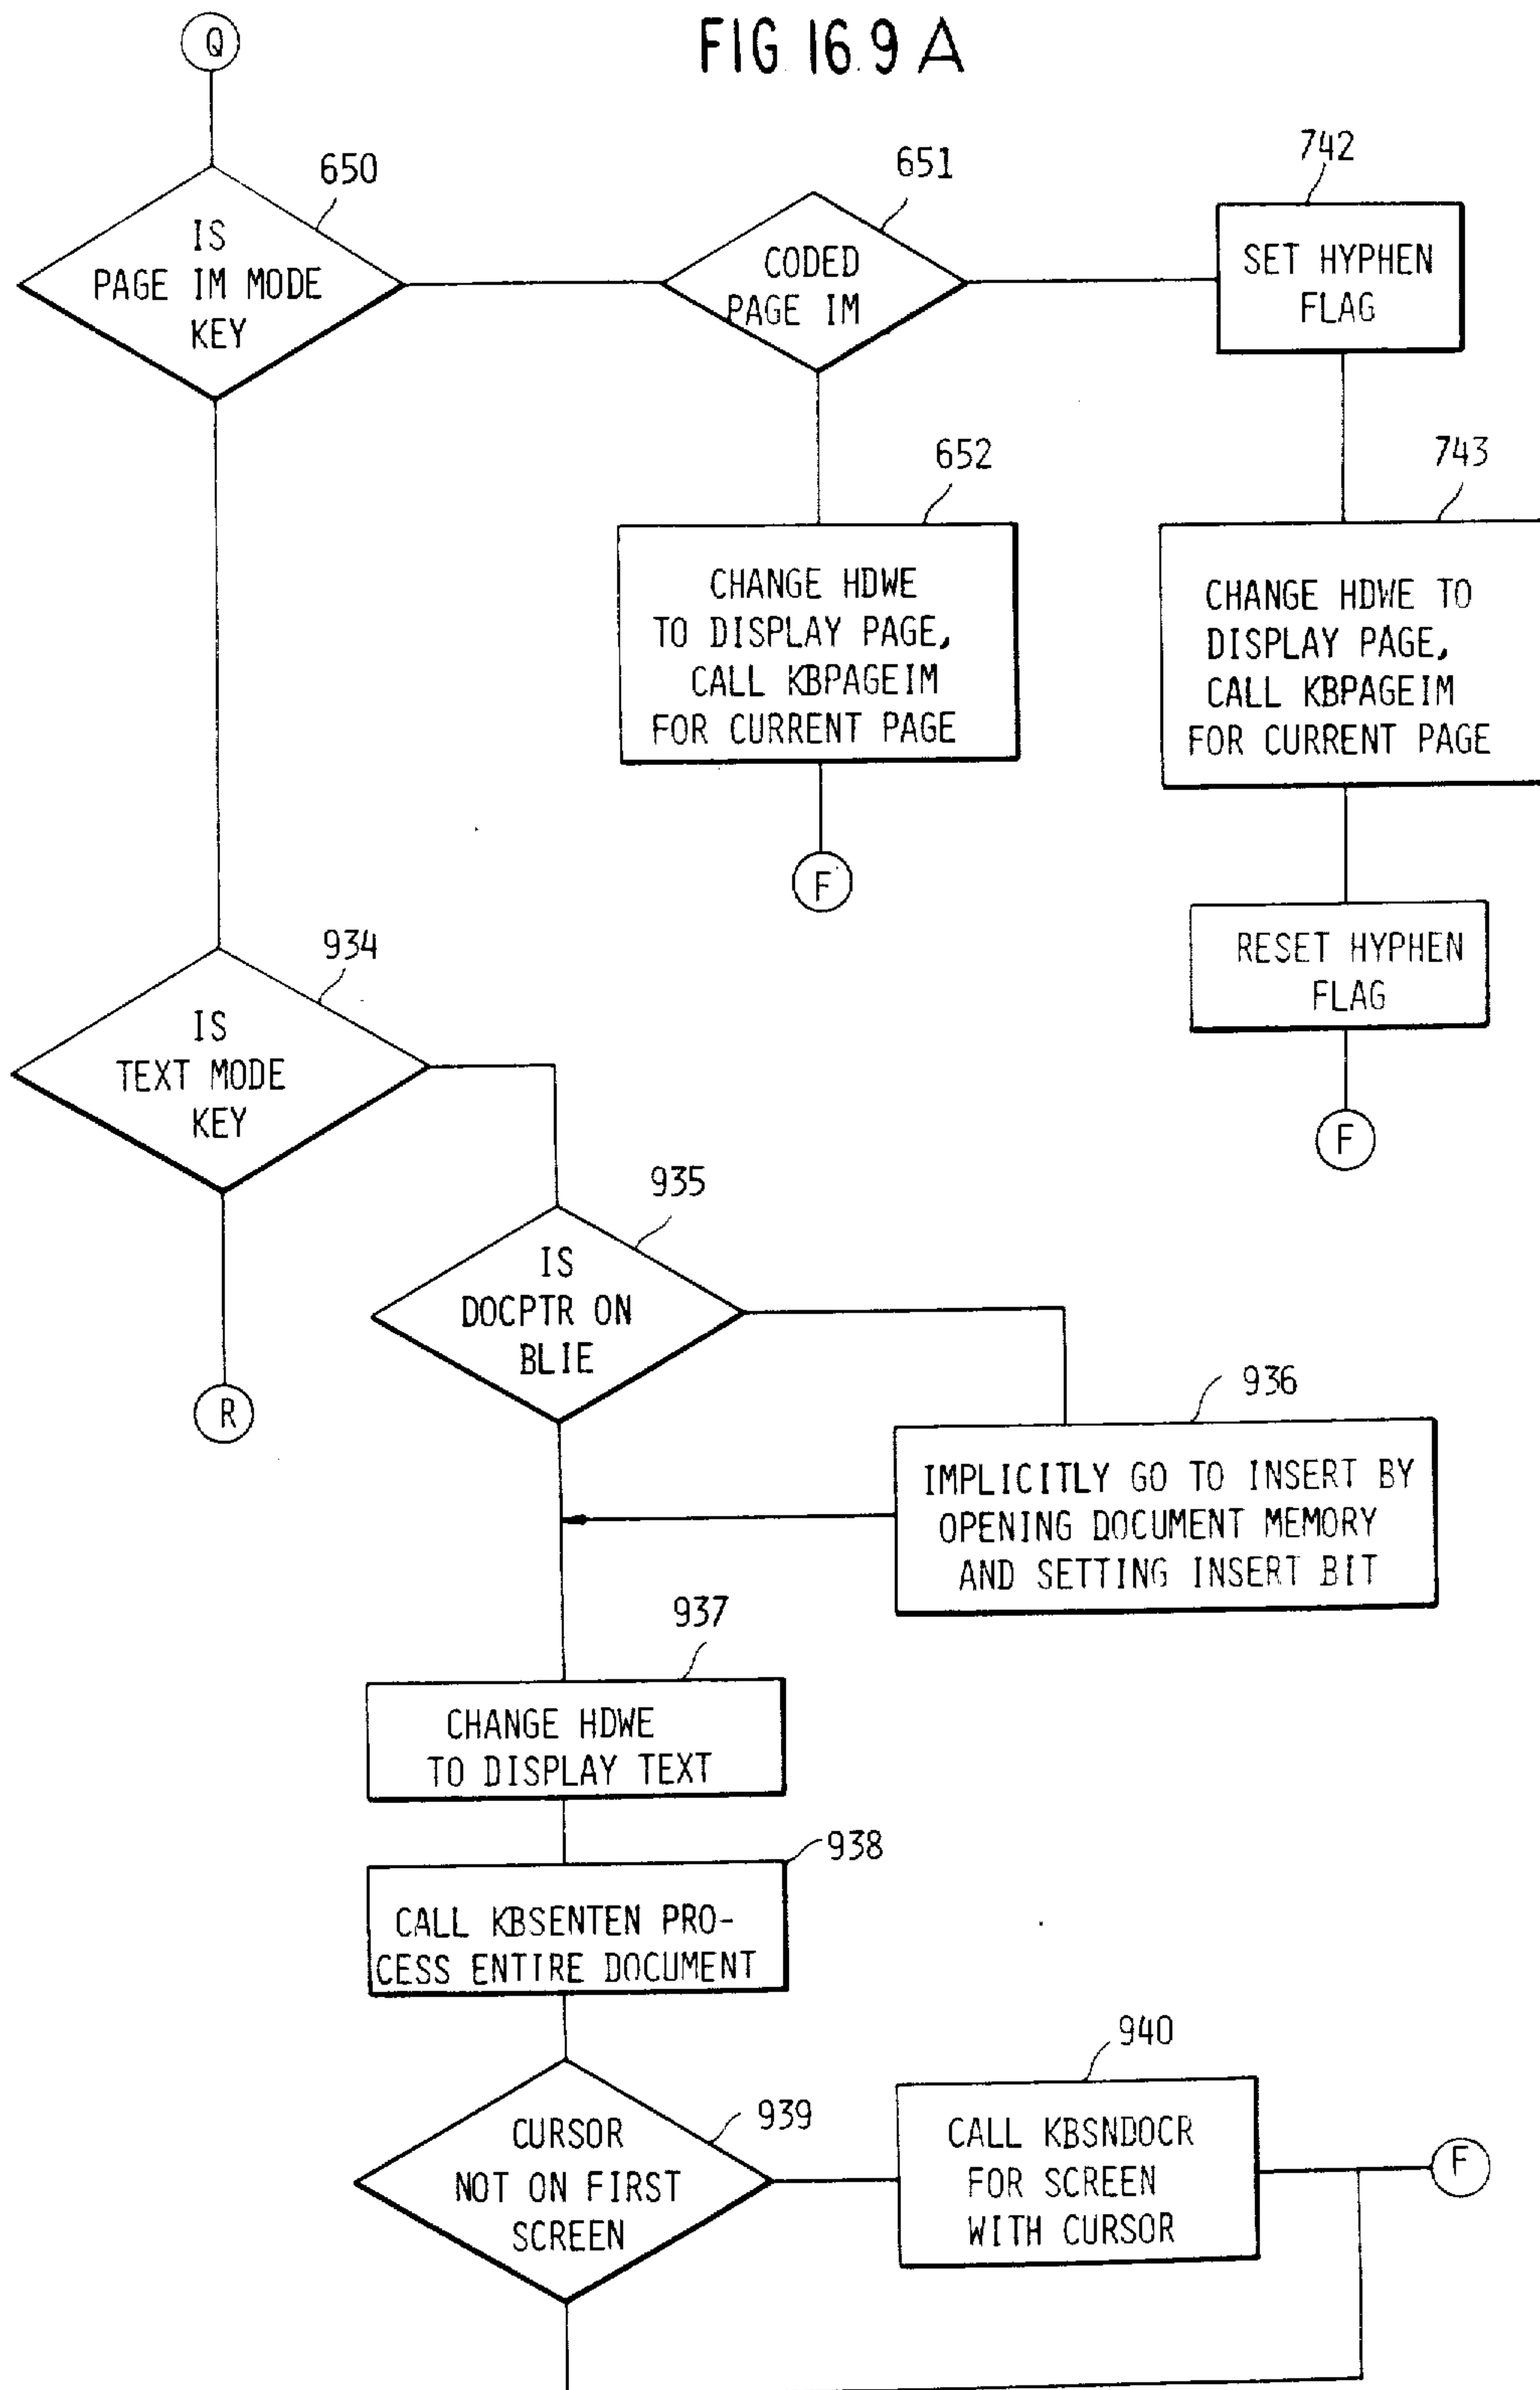 FIG 16.9 A
Q
650
IS
PAGE IM MODE
KEY
651
CODED
PAGE IM
742
SET HYPHEN
FLAG
652
CHANGE HDWE
TO DISPLAY PAGE,
CALL KBPAGEIM
FOR CURRENT PAGE
F
743
CHANGE HDWE TO
DISPLAY PAGE,
CALL KBPAGEIM
FOR CURRENT PAGE
RESET HYPHEN
FLAG
F
934
IS
TEXT MODE
KEY
R
935
IS
DOCPTR ON
BLIE
936
IMPLICITLY GO TO INSERT BY
OPENING DOCUMENT MEMORY
AND SETTING INSERT BIT
937
CHANGE HDWE
TO DISPLAY TEXT
938
CALL KBSENTEN PRO-
CESS ENTIRE DOCUMENT
939
CURSOR
NOT ON FIRST
SCREEN
940
CALL KBSNDOCR
FOR SCREEN
WITH CURSOR
F